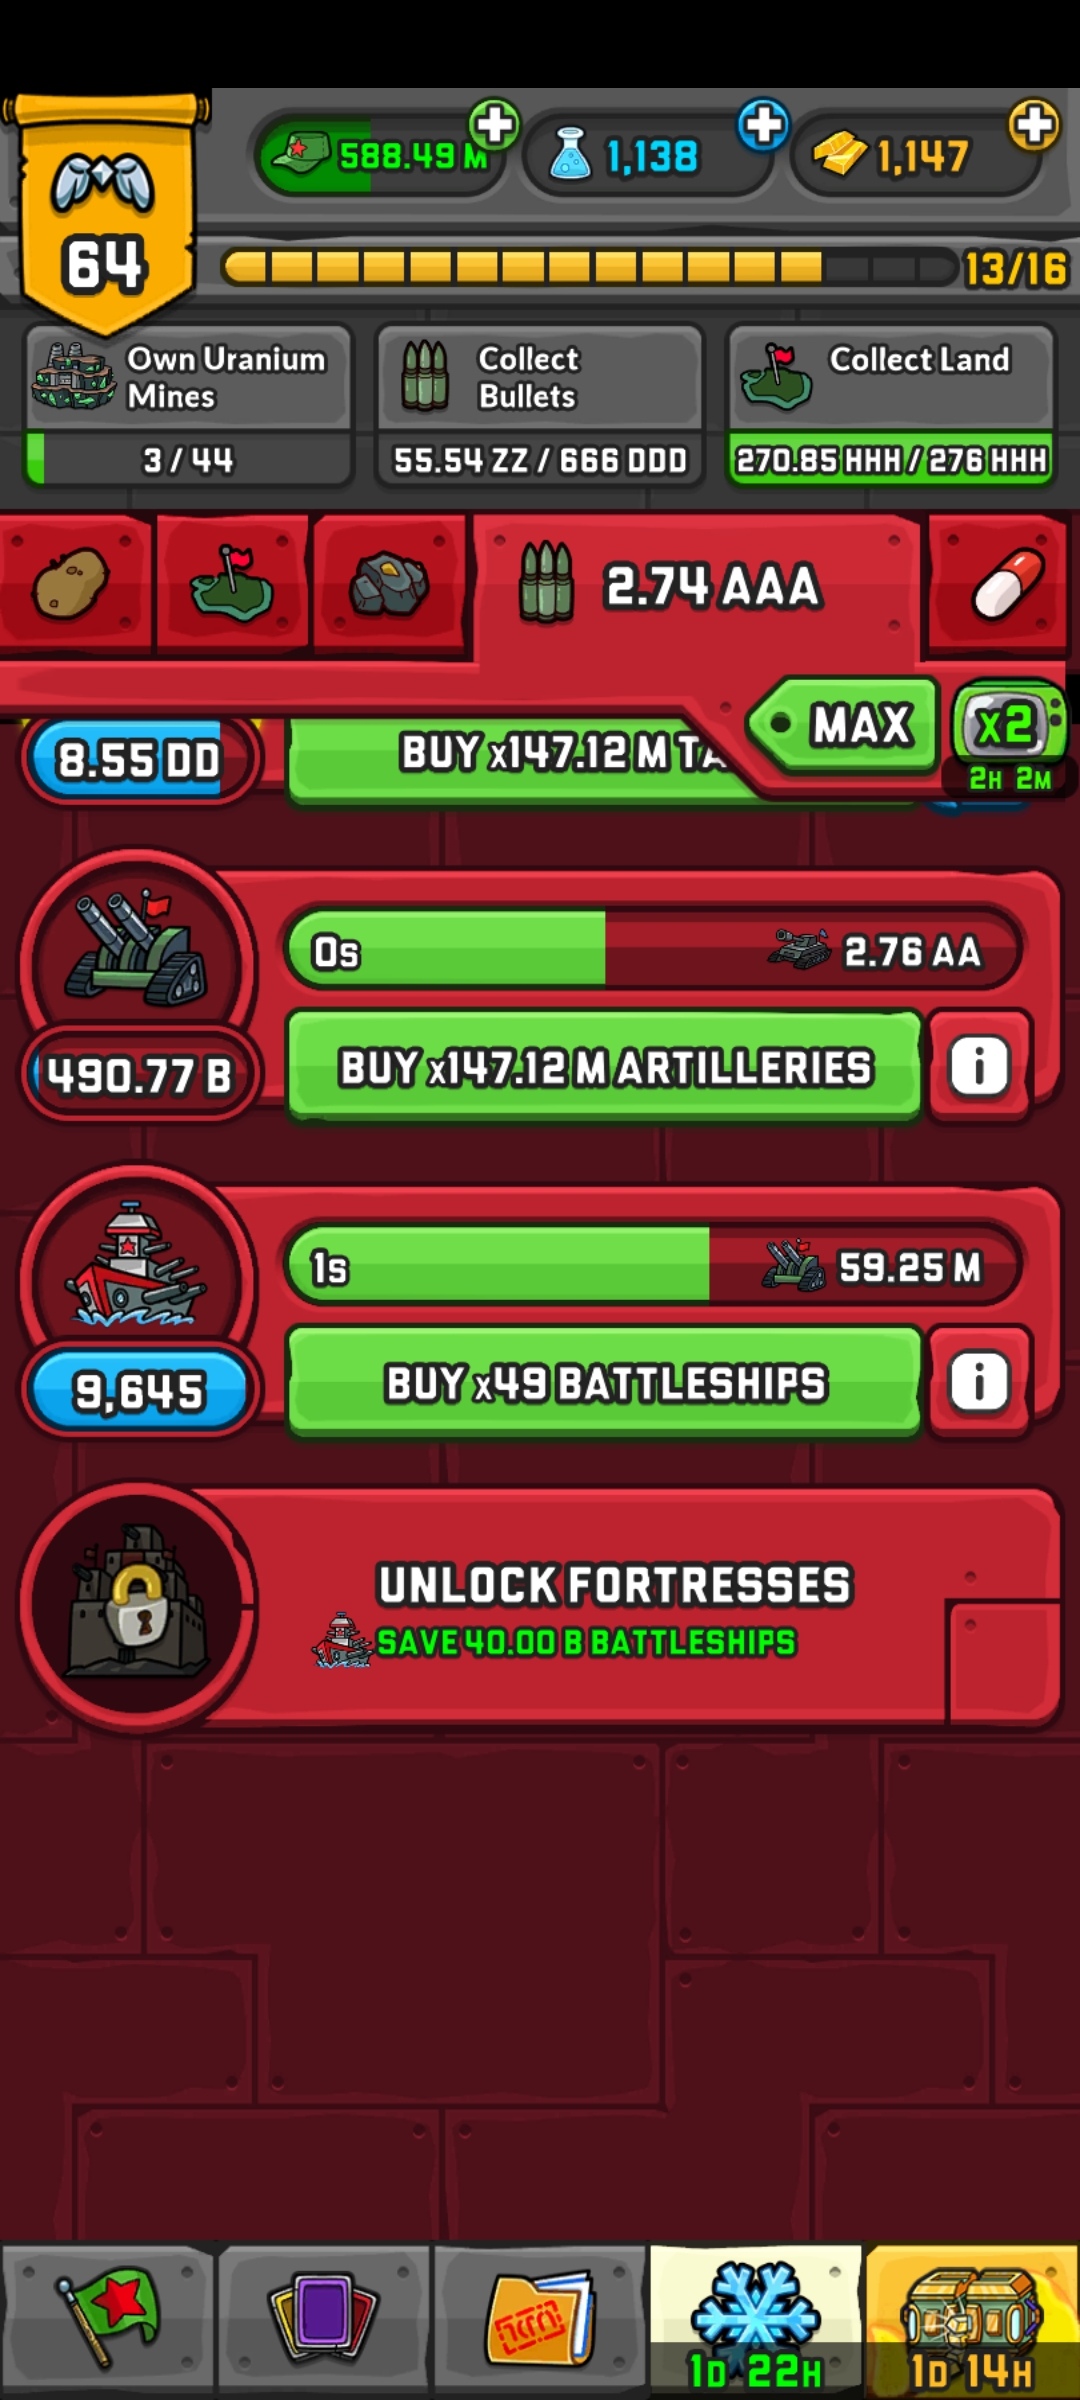 588.49 M
1,138
1,147
64
13/16
Own Uranium
Mines
3 / 44
Collect
Bullets
55.54 ZZ / 666 DDD
Collect Land
270.85 HHH / 276 HHH
2.74 AAA
MAX
x2
2H 2M
8.55 DD
BUY x147.12 M TA
0s
2.76 AA
490.77 B
BUY x147.12 M ARTILLERIES
i
1s
59.25 M
9,645
BUY x49 BATTLESHIPS
i
UNLOCK FORTRESSES
SAVE 40.00 B BATTLESHIPS
1D 22H
1D 14H